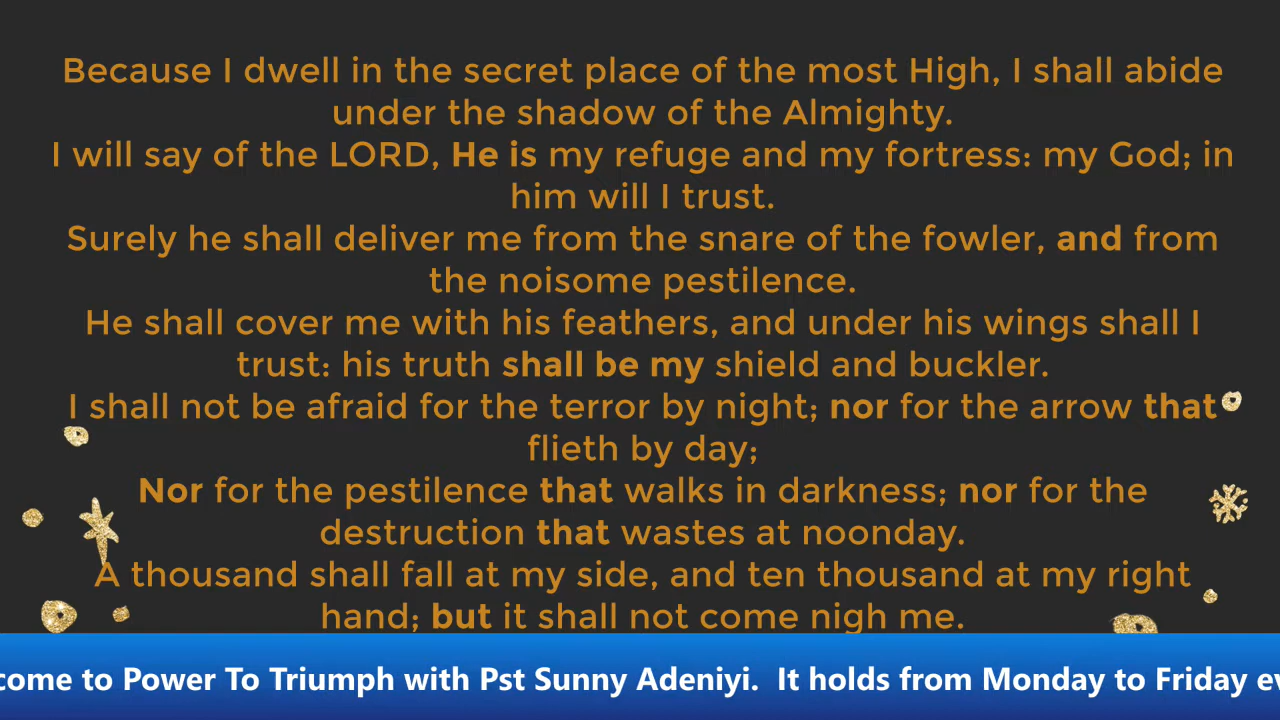 Because I dwell in the secret place of the most High, I shall abide
under the shadow of the Almighty.
I will say of the LORD, He is my refuge and my fortress: my God; in
him will I trust.
Surely he shall deliver me from the snare of the fowler, and from
the noisome pestilence.
He shall cover me with his feathers, and under his wings shall I
trust: his truth shall be my shield and buckler.
I shall not be afraid for the terror by night; nor for the arrow that
flieth by day;
Nor for the pestilence that walks in darkness; nor for the
destruction that wastes at noonday.
A thousand shall fall at my side, and ten thousand at my right
hand; but it shall not come nigh me.
come to Power To Triumph with Pst Sunny Adeniyi. It holds from Monday to Friday